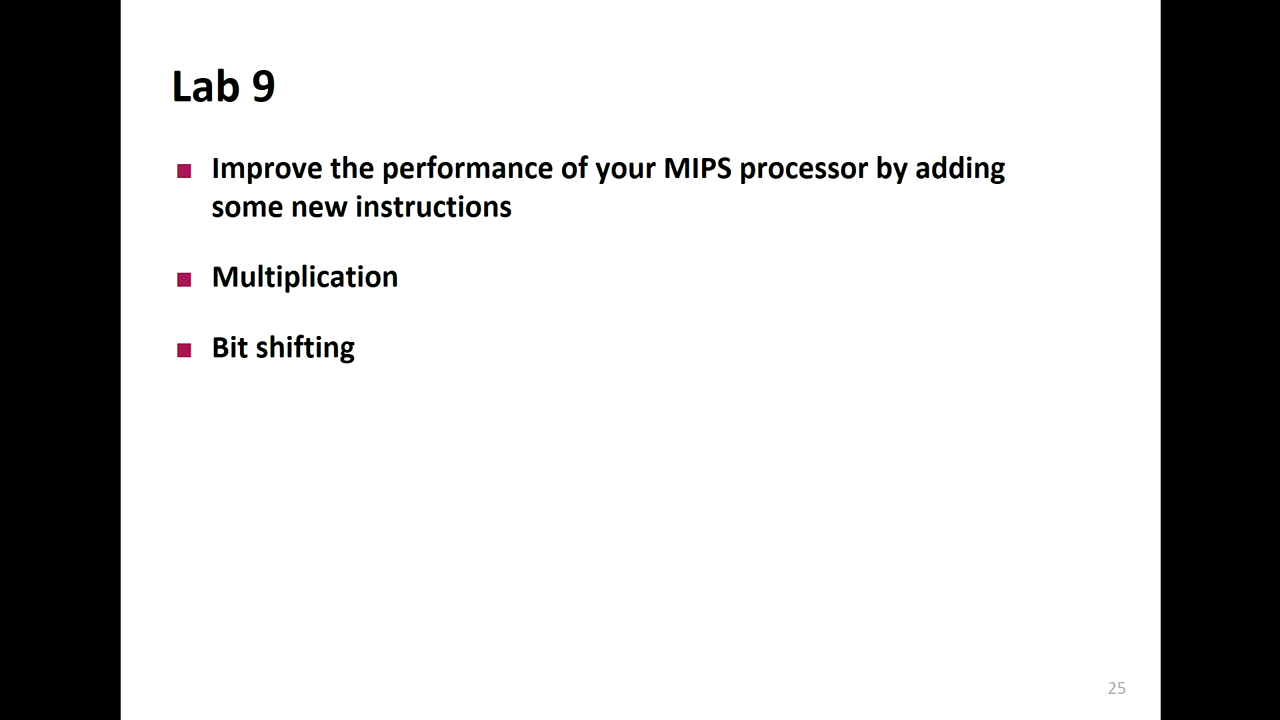 Lab 9
Improve the performance of your MIPS processor by adding
some new instructions
Multiplication
Bit shifting
25